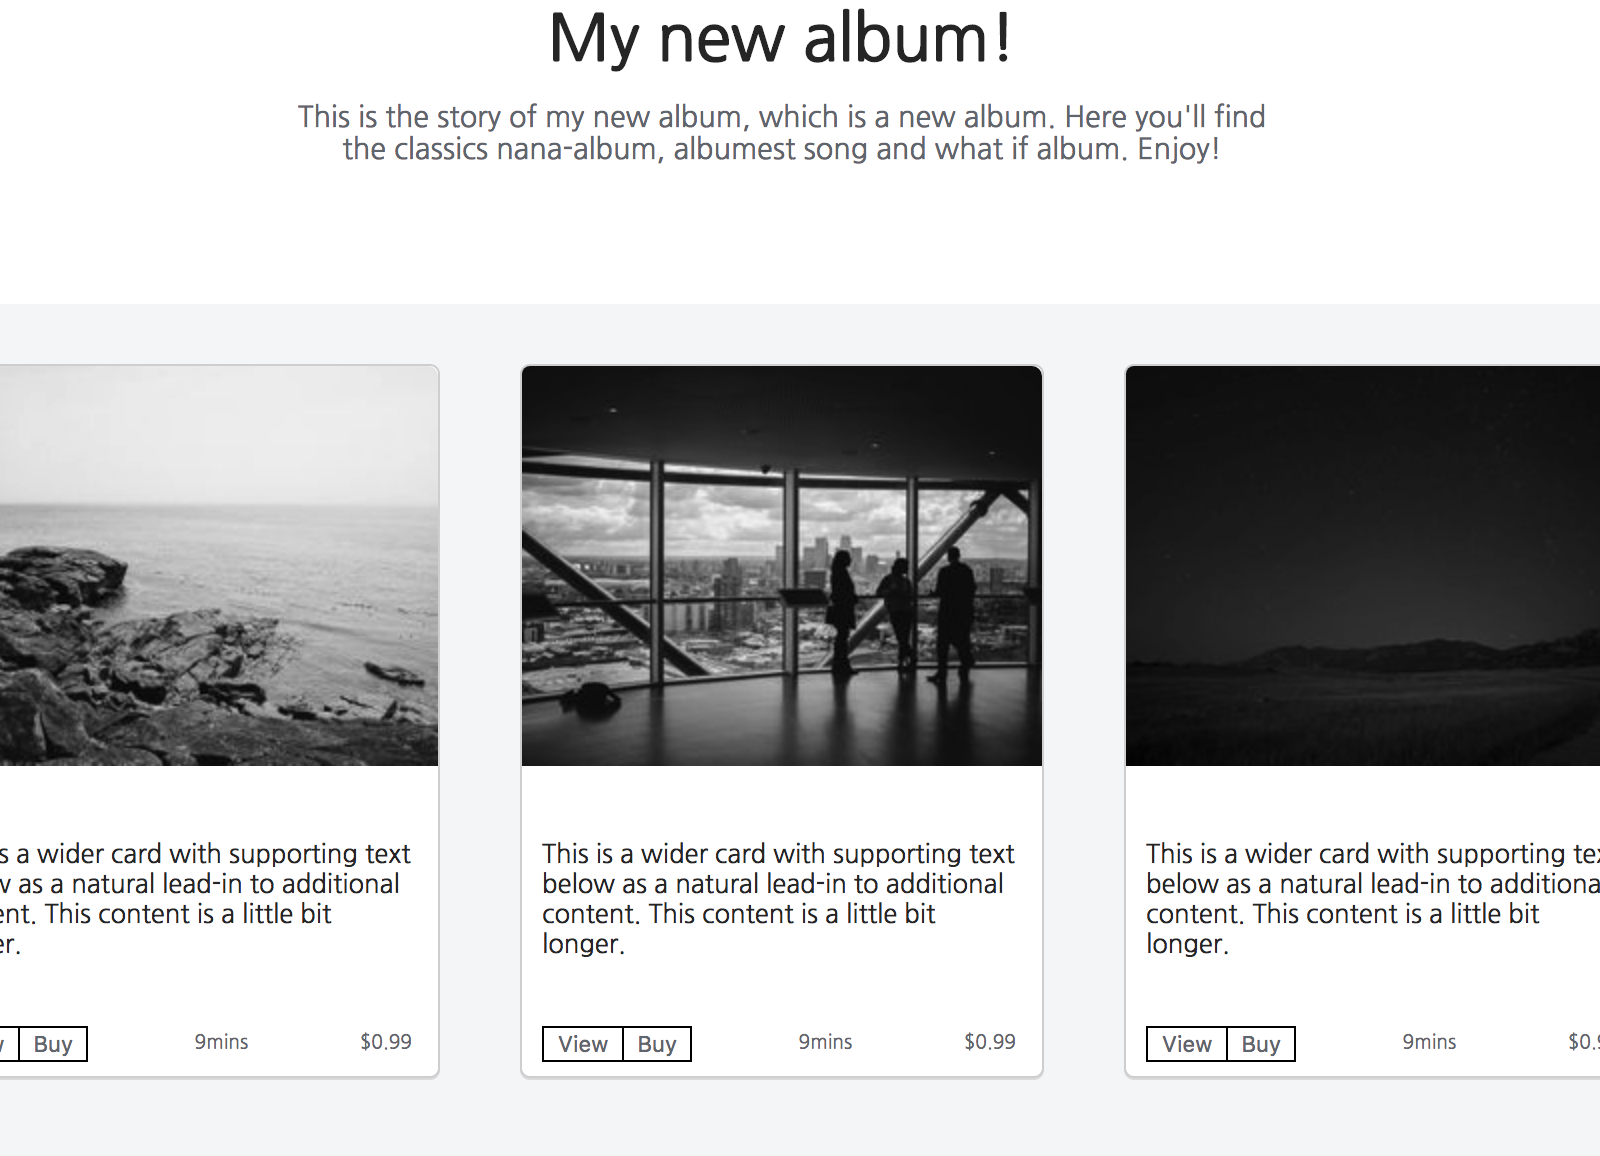 My new album!
This is the story of my new album, which is a new album. Here you'll find
the classics nana-album, albumest song and what if album. Enjoy!
a wider card with supporting text
as a natural lead-in to additional
This content is a little bit
Buy
9mins
$0.99
This is a wider card with supporting text
below as a natural lead-in to additional
content. This content is a little bit
longer.
View
Buy
9mins
$0.99
This is a wider card with supporting
below as a natural lead-in to
content. This content is a little bit
longer.
View
Buy
9mins